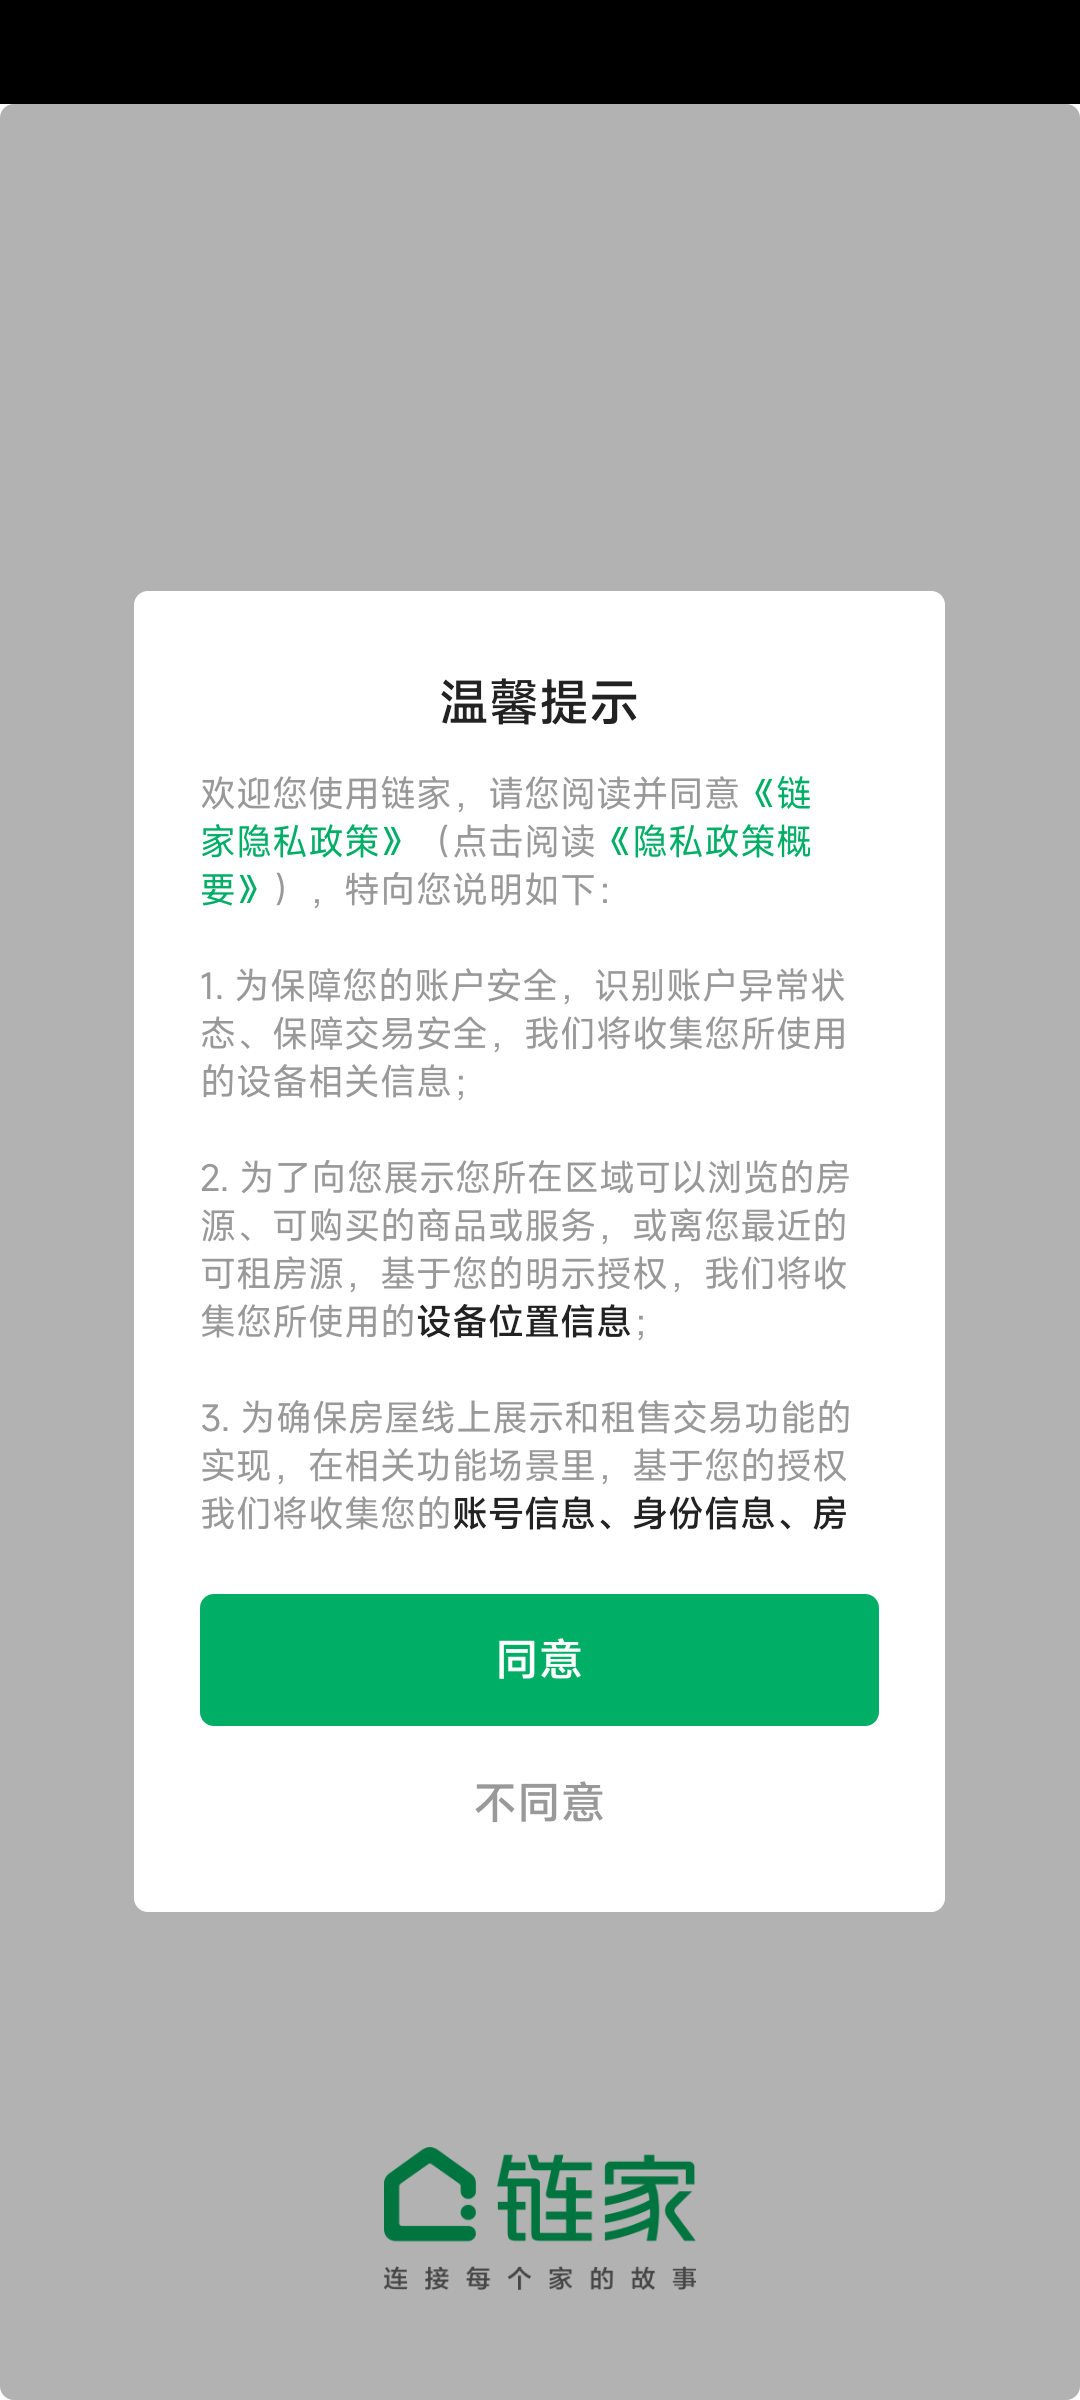 温馨提示
欢迎您使用链家，请您阅读并同意《链
家隐私政策》（点击阅读《隐私政策概
要》），特向您说明如下：
1. 为保障您的账户安全，识别账户异常状
态、保障交易安全，我们将收集您所使用
的设备相关信息；
2. 为了向您展示您所在区域可以浏览的房
源、可购买的商品或服务，或离您最近的
可租房源，基于您的明示授权，我们将收
集您所使用的设备位置信息；
3. 为确保房屋线上展示和租售交易功能的
实现，在相关功能场景里，基于您的授权
我们将收集您的账号信息、身份信息、房
同意
不同意
链家
连接每个家的故事